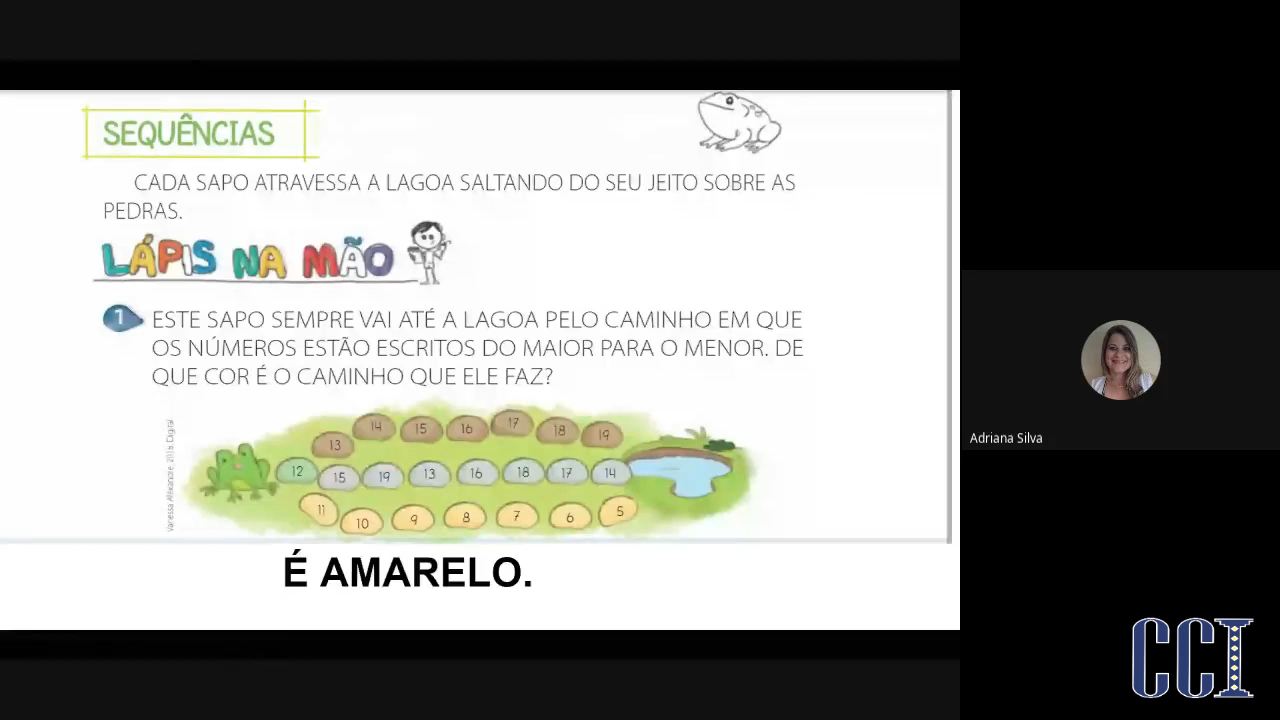 SEQUÊNCIAS
CADA SAPO ATRAVESSA A LAGOA SALTANDO DO SEU JEITO SOBRE AS
PEDRAS.
LÁPIS NA MÃO
1 ESTE SAPO SEMPRE VAI ATÉ A LAGOA PELO CAMINHO EM QUE
OS NÚMEROS ESTÃO ESCRITOS DO MAIOR PARA O MENOR. DE
QUE COR É O CAMINHO QUE ELE FAZ?
13 14 15 16 17 18 19
12 15 19 13 16 18 17 14
11 10 9 8 7 6 5
É AMARELO.
Adriana Silva
CCI